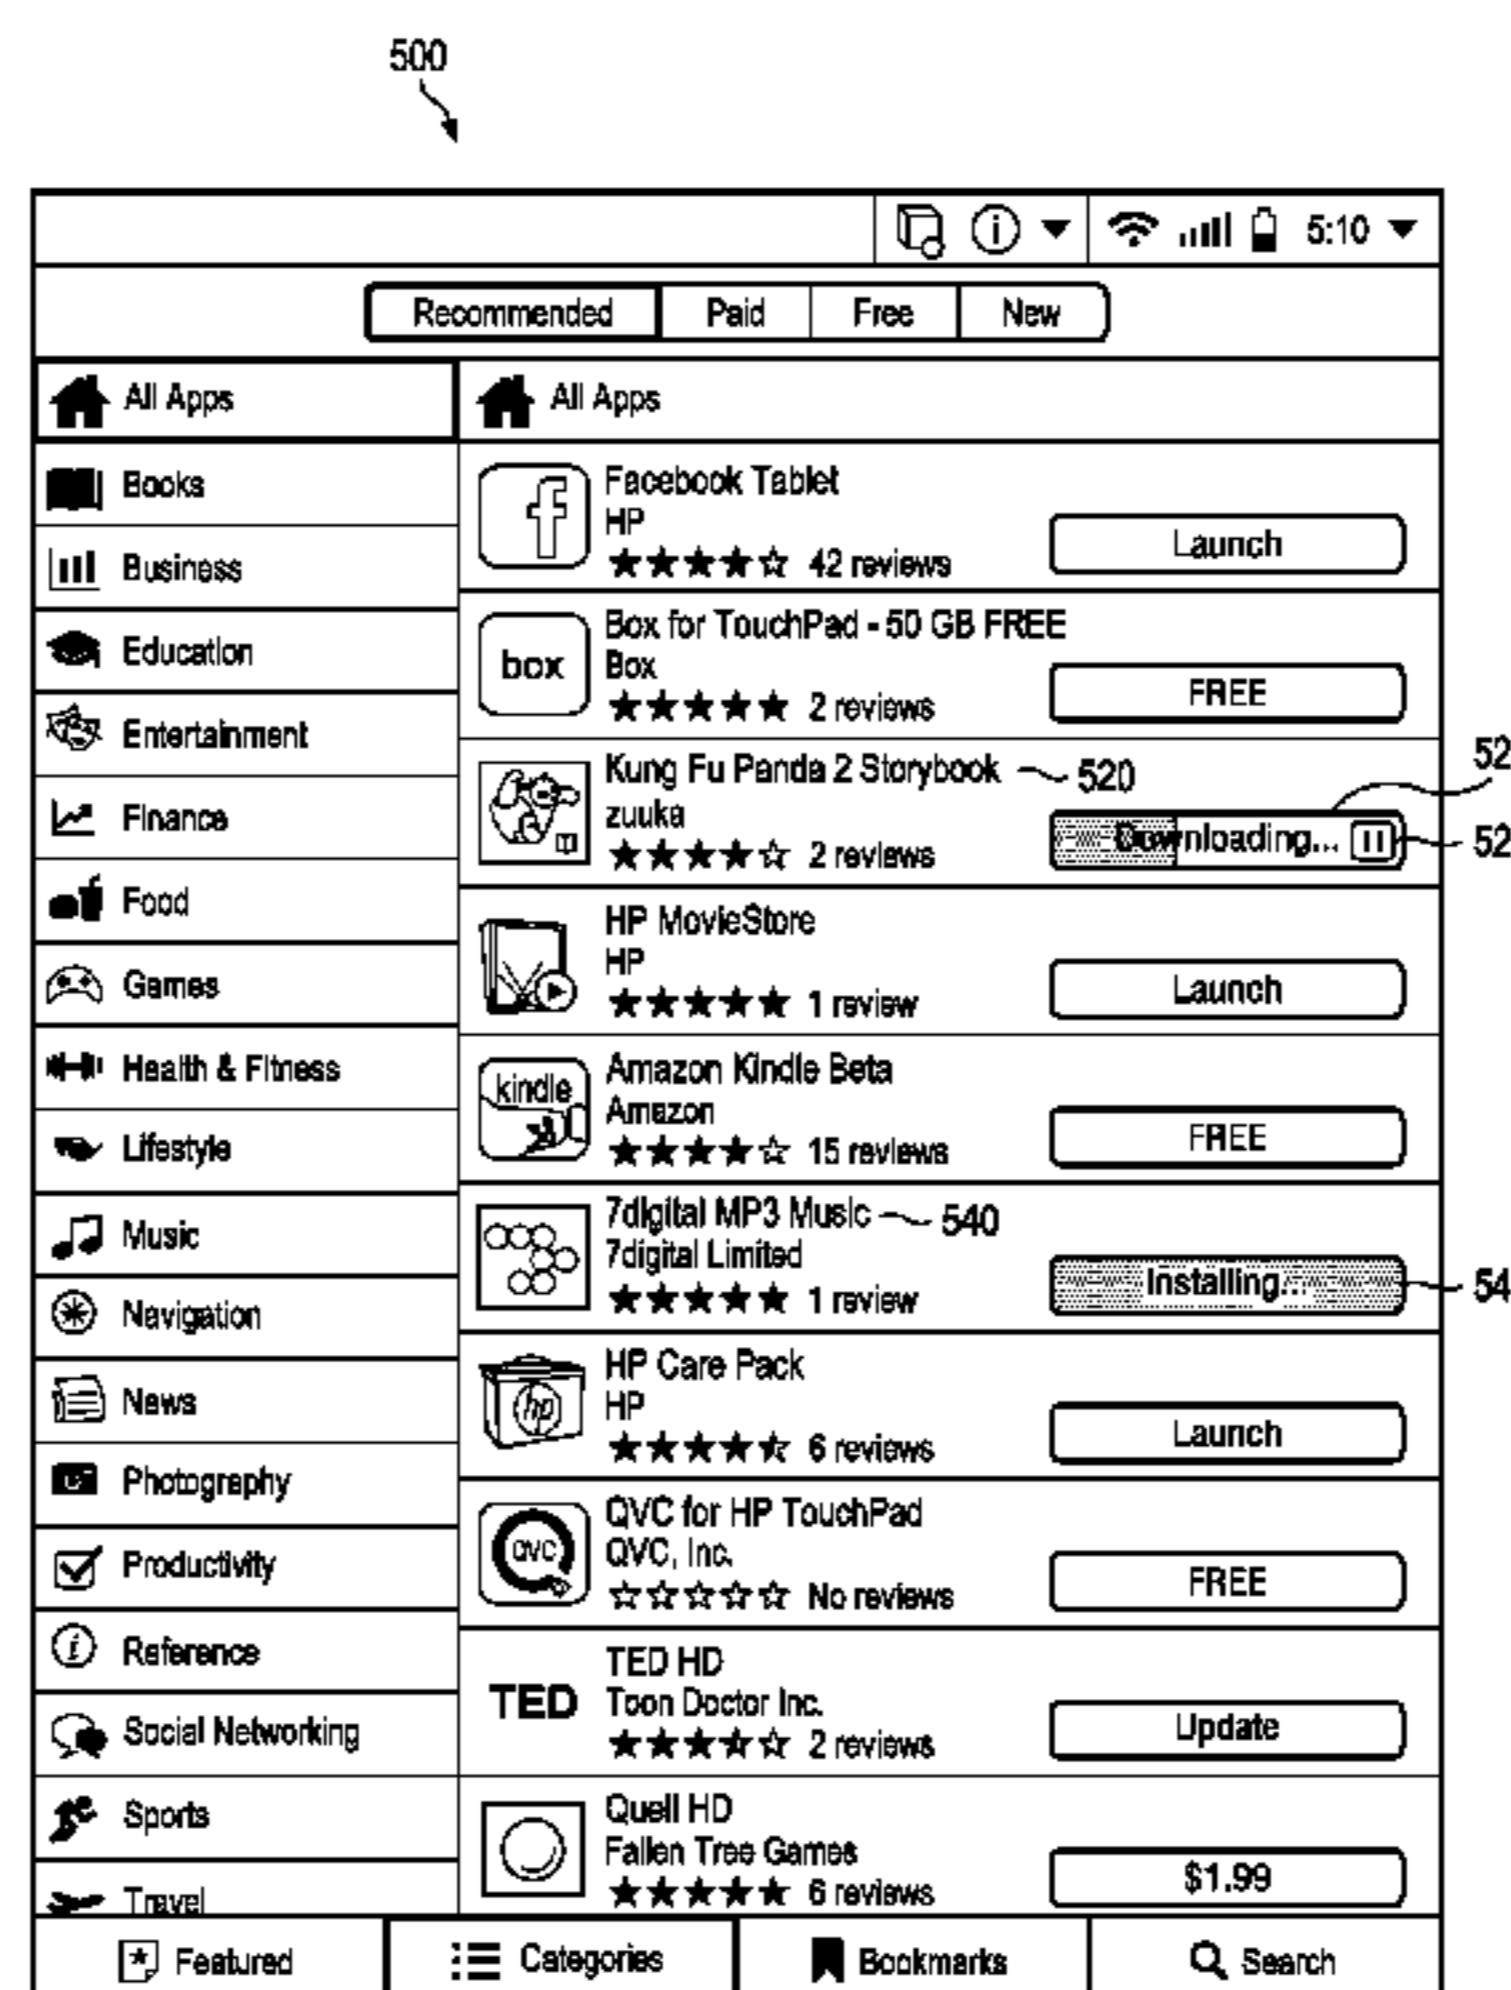 500
5:10
Recommended Paid Free New
All Apps
Books
Business
Education
Entertainment
Finance
Food
Games
Health & Fitness
Lifestyle
Music
Navigation
News
Photography
Productivity
Reference
Social Networking
Sports
Travel
All Apps
Facebook Tablet
HP
42 reviews
Launch
box
Box for TouchPad - 50 GB FREE
Box
2 reviews
FREE
Kung Fu Panda 2 Storybook 520
zuuka
2 reviews
Downloading...
52
52
HP MovieStore
HP
1 review
Launch
kindle
Amazon Kindle Beta
Amazon
15 reviews
FREE
7digital MP3 Music 540
7digital Limited
1 review
Installing...
54
hp
HP Care Pack
HP
6 reviews
Launch
QVC
QVC for HP TouchPad
QVC, Inc.
No reviews
FREE
TED
TED HD
Toon Doctor Inc.
2 reviews
Update
Quell HD
Fallen Tree Games
6 reviews
$1.99
Featured Categories Bookmarks Search